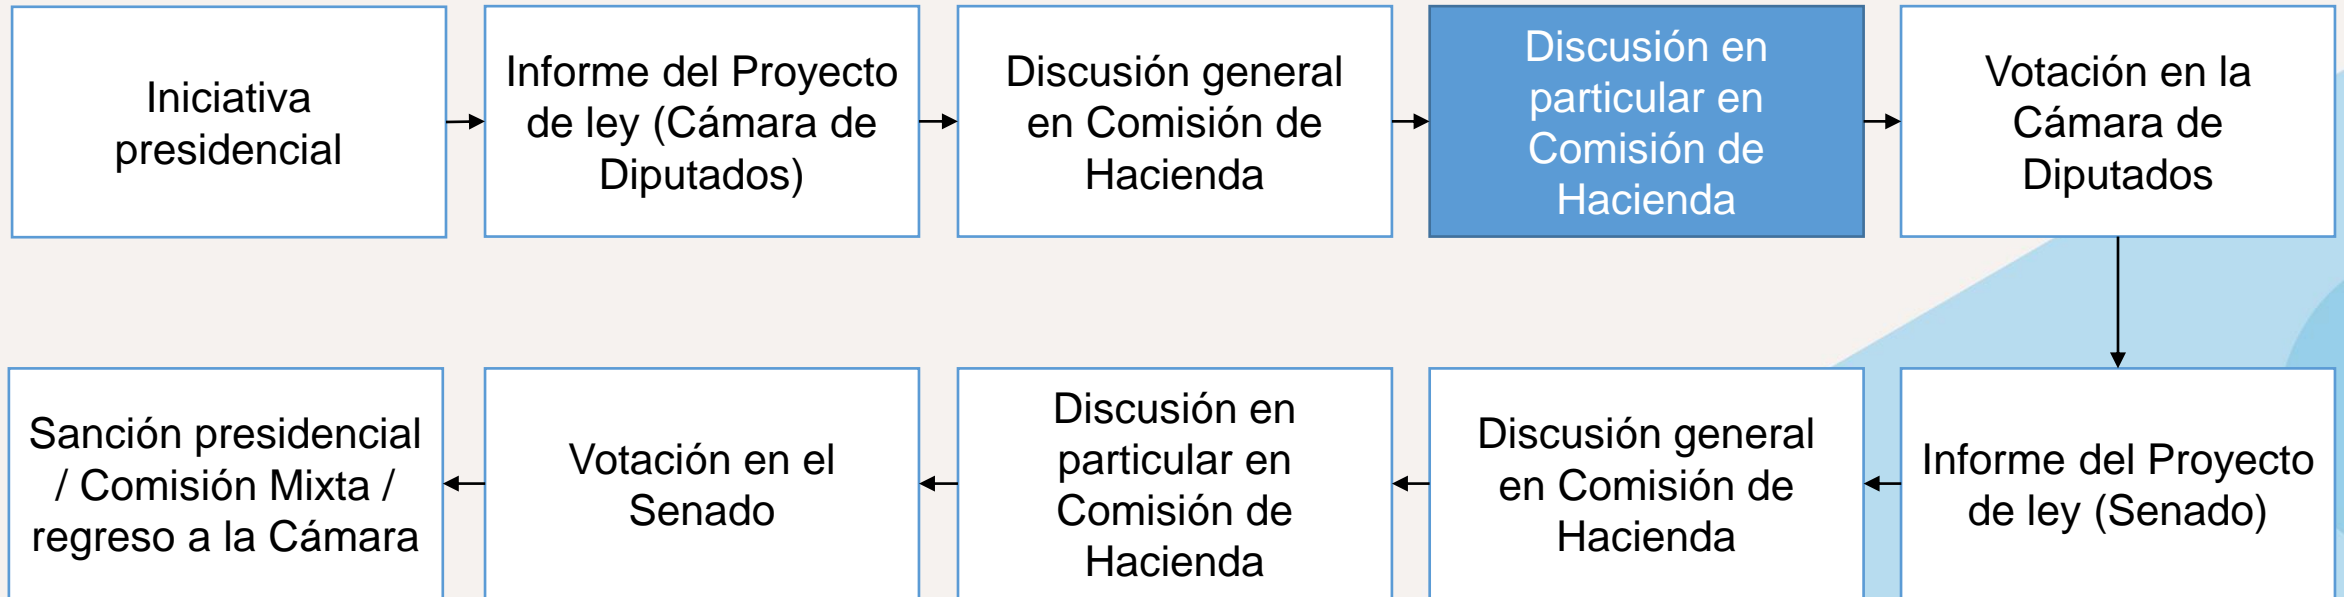 Iniciativa
presidencial
Informe del Proyecto
de ley (Cámara de
Diputados)
Discusión general
en Comisión de
Hacienda
Discusión en
particular en
Comisión de
Hacienda
Votación en la
Cámara de
Diputados
Sanción presidencial
/ Comisión Mixta /
regreso a la Cámara
Votación en el
Senado
Discusión en
particular en
Comisión de
Hacienda
Discusión general
en Comisión de
Hacienda
Informe del Proyecto
de ley (Senado)